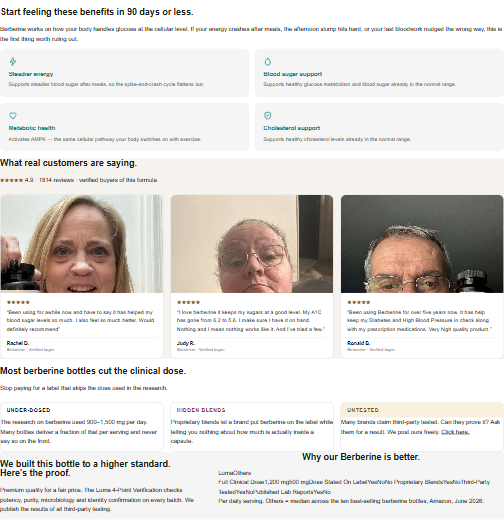 Start feeling these benefits in 90 days or less.
Berberine works on how your body handles glucose at the cellular level. If your energy crashes after meals, the afternoon slump hits hard, or your last bloodwork nudged the wrong way, this is
the first thing worth ruling out.
Steadier energy
Supports steadier blood sugar after meals, so the spike-and-crash cycle flattens out.
Blood sugar support
Supports healthy glucose metabolism and blood sugar already in the normal range.
Metabolic health
Activates AMPK — the same cellular pathway your body switches on with exercise.
Cholesterol support
Supports healthy cholesterol levels already in the normal range.
What real customers are saying.
★★★★★ 4.9 · 1814 reviews · verified buyers of this formula
★★★★★
"Been using for awhile now and have to say it has helped my
blood sugar levels so much. I also feel so much better. Would
definitely recommend"
Rachel D.
Berberine · Verified buyer
★★★★★
"I love berberine it keeps my sugars at a good level. My A1C
has gone from 6.2 to 5.6. I make sure I have it on hand.
Nothing and I mean nothing works like it. And I've tried a few."
Judy R.
Berberine · Verified buyer
★★★★★
"Been using Berberine for over five years now. It has help
keep my Diabetes and High Blood Pressure in check along
with my prescription medications. Very high quality product."
Ronald B.
Berberine · Verified buyer
Most berberine bottles cut the clinical dose.
Stop paying for a label that skips the dose used in the research.
UNDER-DOSED
The research on berberine used 900–1,500 mg per day.
Many bottles deliver a fraction of that per serving and never
say so on the front.
HIDDEN BLENDS
Proprietary blends let a brand put berberine on the label while
telling you nothing about how much is actually inside a
capsule.
UNTESTED
Many brands claim third-party tested. Can they prove it? Ask
them for a result. We post ours freely. Click here.
We built this bottle to a higher standard.
Here's the proof.
Premium quality for a fair price. The Luma 4-Point Verification checks
potency, purity, microbiology and identity confirmation on every batch. We
publish the results of all third-party testing.
Why our Berberine is better.
LumaOthers
Full Clinical Dose1,200 mg500 mgDose Stated On LabelYesNoNo Proprietary BlendsYesNoThird-Party
TestedYesNoPublished Lab ReportsYesNo
Per daily serving. Others = median across the ten best-selling berberine bottles, Amazon, June 2026.